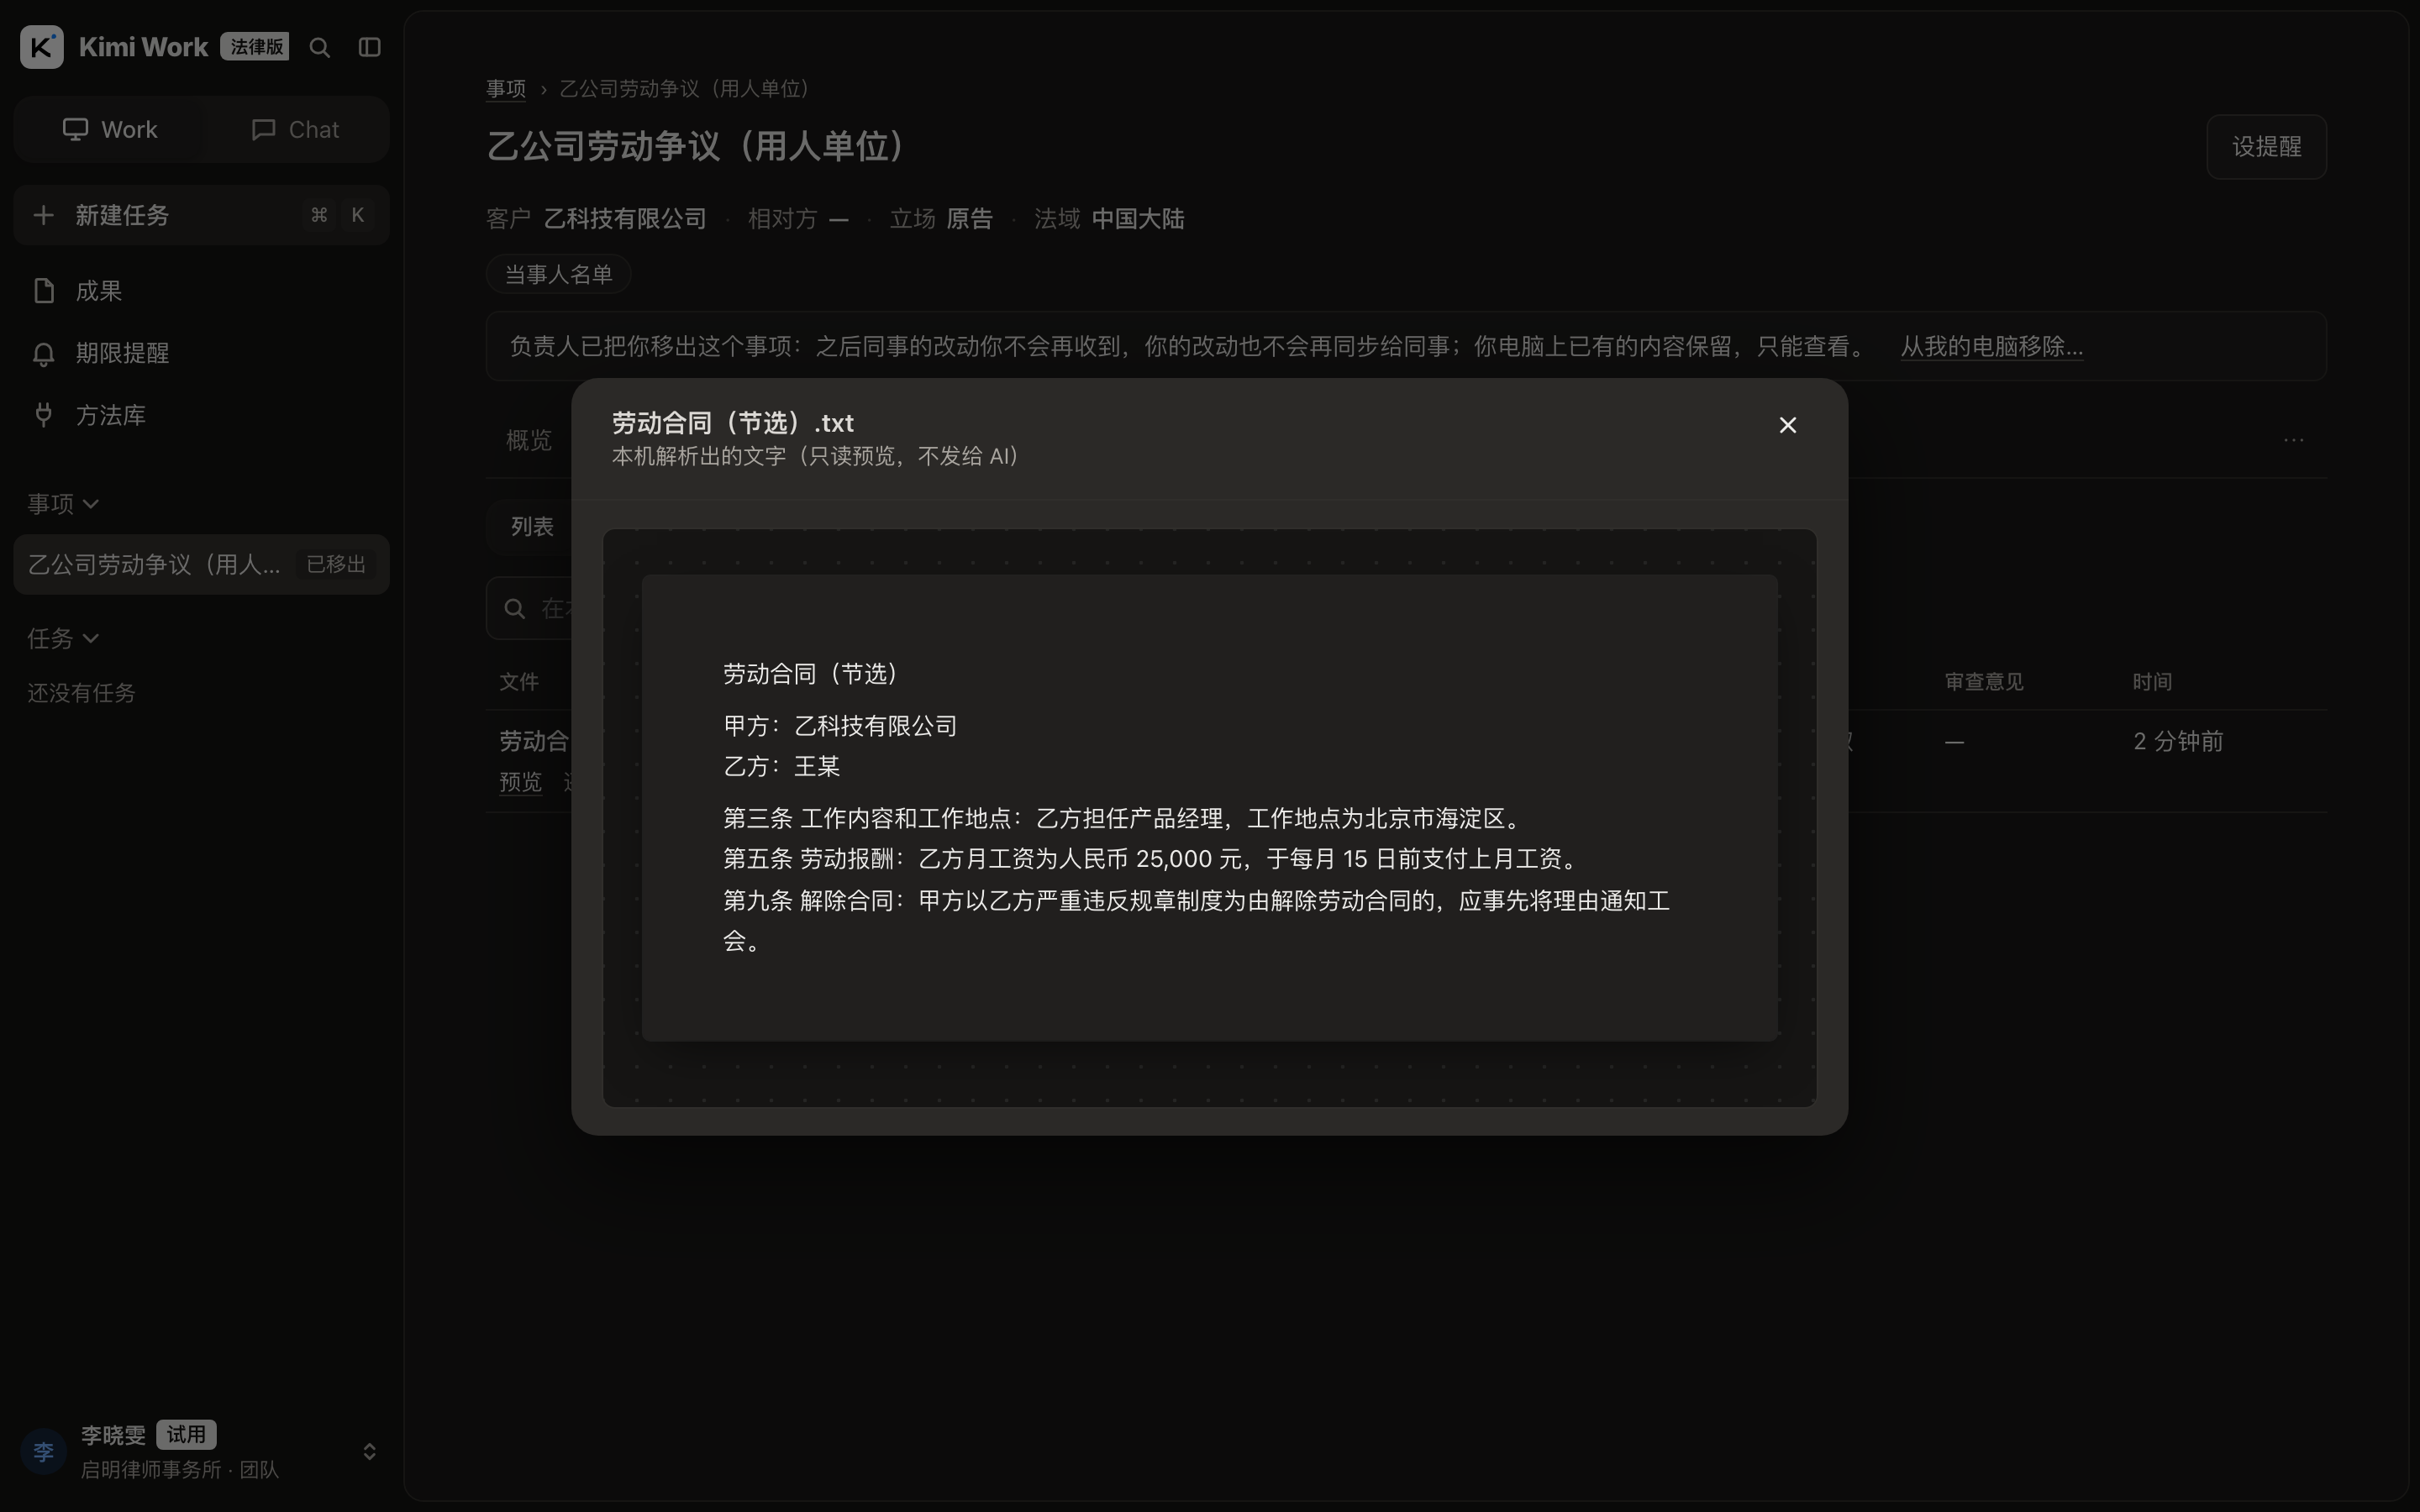 Kimi Work 法律版
Work
Chat
新建任务 ⌘ K
成果
期限提醒
方法库
事项
乙公司劳动争议（用人... 已移出
任务
还没有任务
李 李晓雯 试用
启明律师事务所 · 团队
事项 › 乙公司劳动争议（用人单位）
乙公司劳动争议（用人单位）
设提醒
客户 乙科技有限公司 · 相对方 — · 立场 原告 · 法域 中国大陆
当事人名单
负责人已把你移出这个事项：之后同事的改动你不会再收到，你的改动也不会再同步给同事；你电脑上已有的内容保留，只能查看。 从我的电脑移除...
概览
...
列表
在
文件 审查意见 时间
劳动合 — 2 分钟前
预览
劳动合同（节选）.txt
本机解析出的文字（只读预览，不发给 AI）
劳动合同（节选）
甲方：乙科技有限公司
乙方：王某
第三条 工作内容和工作地点：乙方担任产品经理，工作地点为北京市海淀区。
第五条 劳动报酬：乙方月工资为人民币 25,000 元，于每月 15 日前支付上月工资。
第九条 解除合同：甲方以乙方严重违反规章制度为由解除劳动合同的，应事先将理由通知工
会。